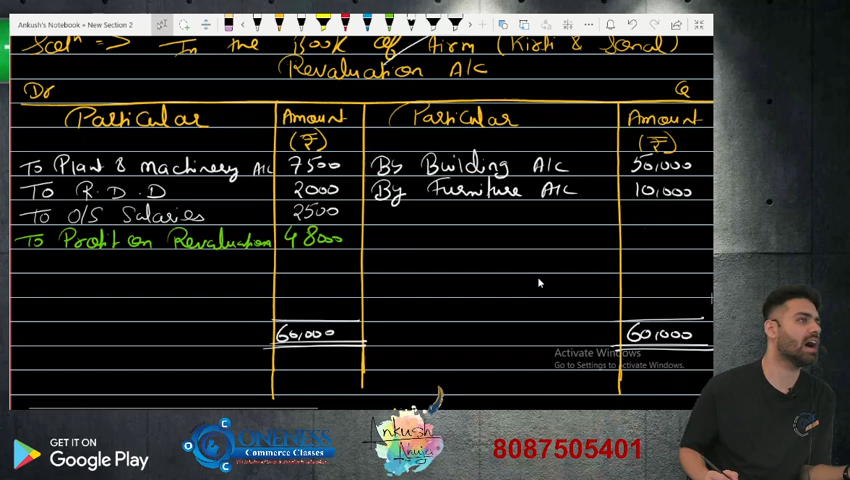 Ankush's Notebook » New Section 2
Soln => In the Book of Firm (Kirti & Sonal)
Revaluation A/c
Dr Cr
Particular Amount (₹) Particular Amount (₹)
To Plant & Machinery A/c 7500 By Building A/c 50,000
To R.D.D 2000 By Furniture A/c 10,000
To O/S Salaries 2500
To Profit on Revaluation 48000
60,000 60,000
Activate Windows
Go to Settings to activate Windows.
GET IT ON
Google Play
ONENESS
Commerce Classes
Ankush
8087505401